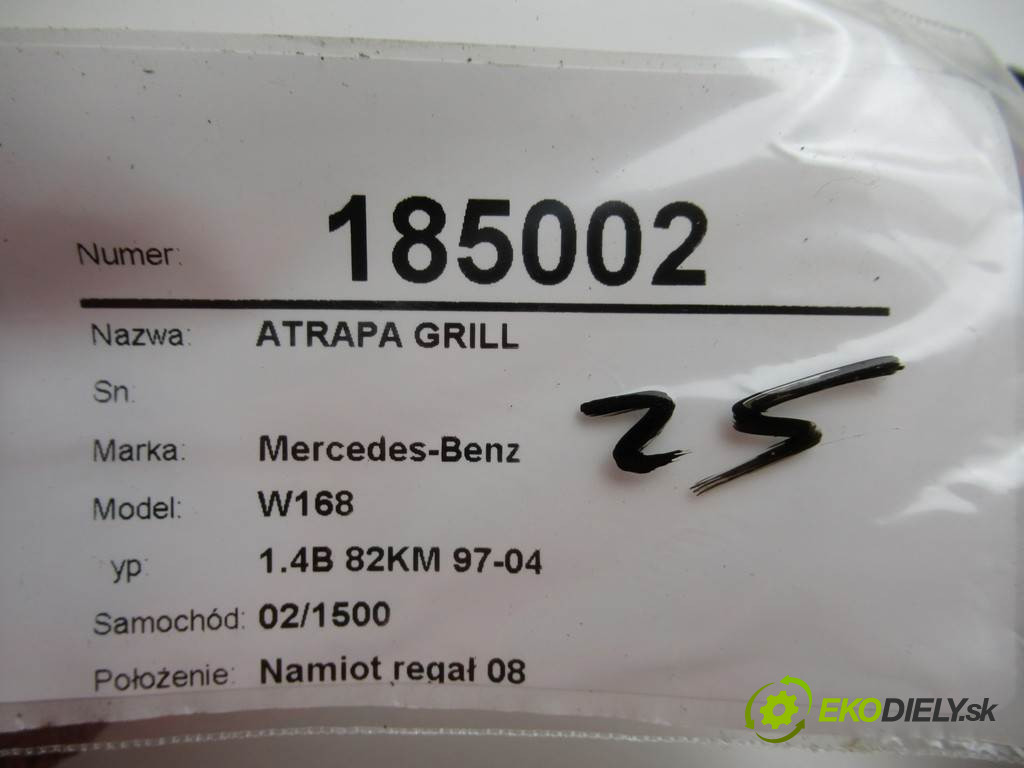 Numer: 185002
Nazwa: ATRAPA GRILL
Sn:
25
Marka: Mercedes-Benz
Model: W168
yp: 1.4B 82KM 97-04
Samochód: 02/1500
Położenie: Namiot regał 08
EKODIELY.sk